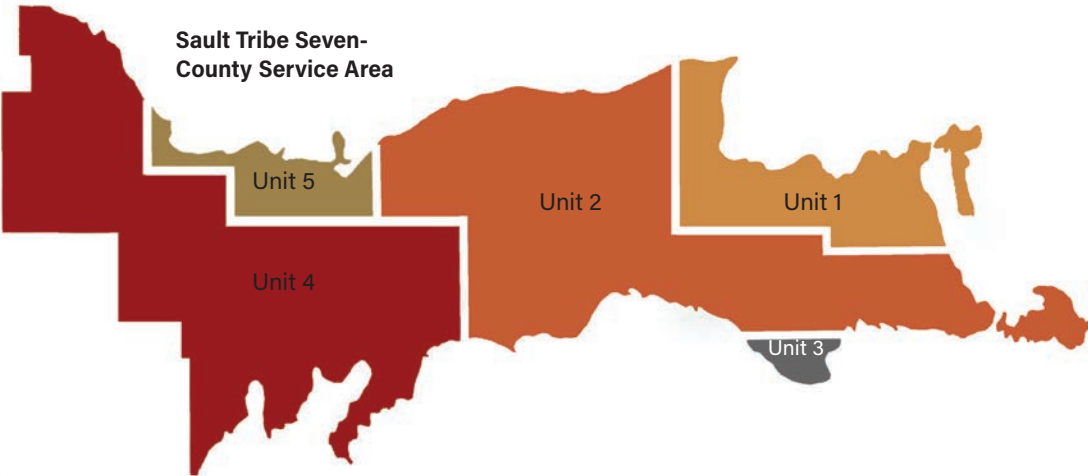 Sault Tribe Seven-
County Service Area
Unit 5
Unit 2
Unit 1
Unit 4
Unit 3